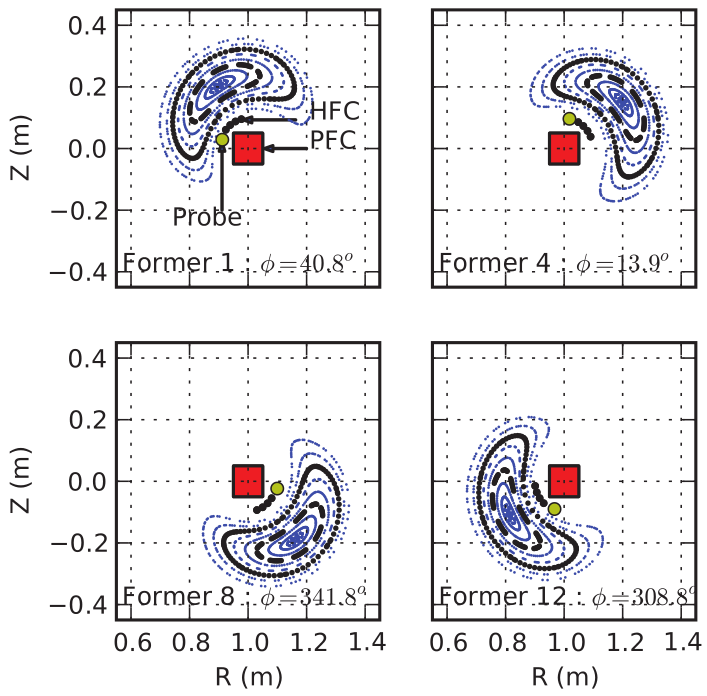 0.4
0.2
0.0
−0.2
−0.4
Z (m)
HFC
PFC
Probe
Former 1 : ϕ=40.8°
Former 4 : ϕ=13.9°
0.4
0.2
0.0
−0.2
−0.4
Z (m)
Former 8 : ϕ=341.8°
Former 12 : ϕ=308.8°
0.6 0.8 1.0 1.2 1.4
0.6 0.8 1.0 1.2 1.4
R (m)
R (m)